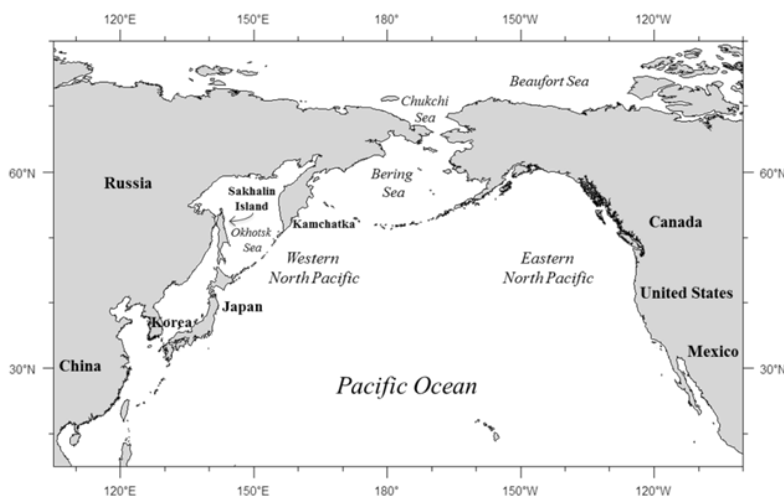 120°E 150°E 180° 150°W 120°W
Beaufort Sea
Chukchi
Sea
60°N
60°N
Bering
Sea
Russia
Sakhalin
Island
Okhotsk
Sea
Kamchatka
Canada
Western
North Pacific
Eastern
North Pacific
United States
Japan
Korea
Mexico
China
30°N
30°N
Pacific Ocean
120°E 150°E 180° 150°W 120°W